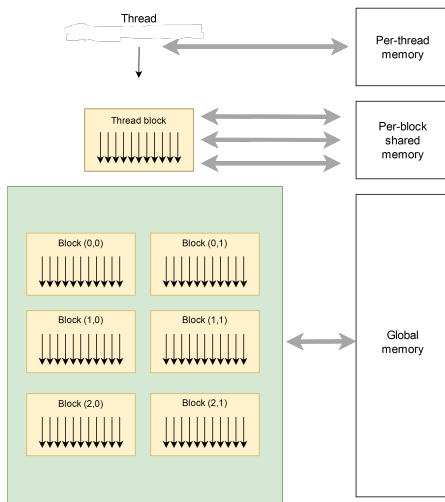 Thread
Per-thread
memory
Thread block
Per-block
shared
memory
Block (0,0)
Block (0,1)
Block (1,0)
Block (1,1)
Global
memory
Block (2,0)
Block (2,1)